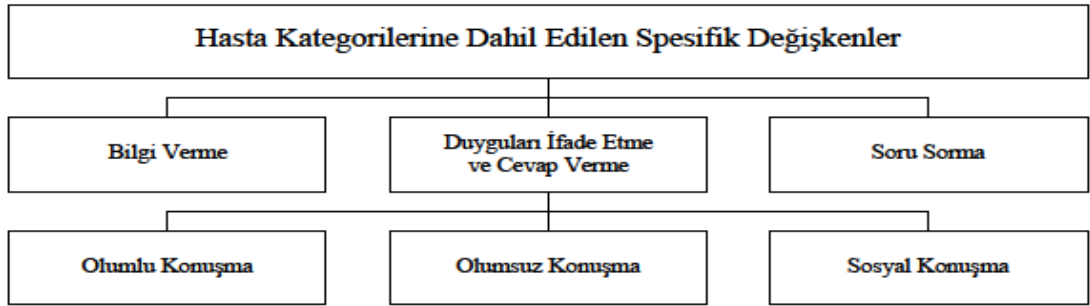 Hasta Kategorilerine Dahil Edilen Spesifik Değişkenler
Bilgi Verme
Duyguları İfade Etme
ve Cevap Verme
Soru Sorma
Olumlu Konuşma
Olumsuz Konuşma
Sosyal Konuşma